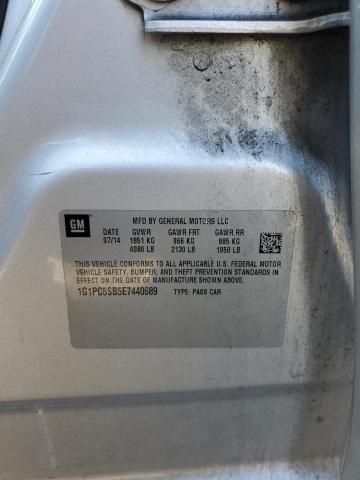 GM
MFD BY GENERAL MOTORS LLC
DATE GVWR GAWR FRT GAWR RR
07/14 1851 KG 966 KG 885 KG
4080 LB 2130 LB 1950 LB
THIS VEHICLE CONFORMS TO ALL APPLICABLE U.S. FEDERAL MOTOR
VEHICLE SAFETY, BUMPER, AND THEFT PREVENTION STANDARDS
IN EFFECT ON THE DATE OF MANUFACTURE SHOWN ABOVE.
1G1PC5SB5E7440689 TYPE: PASS CAR